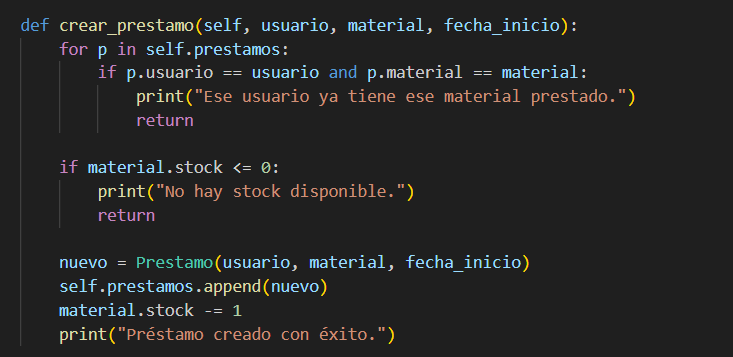 def crear_prestamo(self, usuario, material, fecha_inicio):
    for p in self.prestamos:
        if p.usuario == usuario and p.material == material:
            print("Ese usuario ya tiene ese material prestado.")
            return

    if material.stock <= 0:
        print("No hay stock disponible.")
        return

    nuevo = Prestamo(usuario, material, fecha_inicio)
    self.prestamos.append(nuevo)
    material.stock -= 1
    print("Préstamo creado con éxito.")